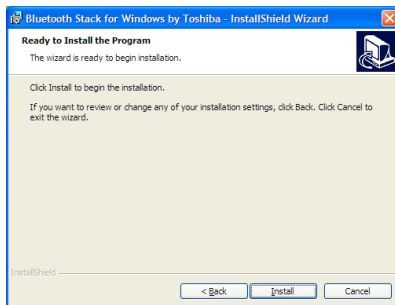 Bluetooth Stack for Windows by Toshiba - InstallShield Wizard
Ready to Install the Program
The wizard is ready to begin installation.
Click Install to begin the installation.
If you want to review or change any of your installation settings, click Back. Click Cancel to
exit the wizard.
InstallShield
< Back Install Cancel